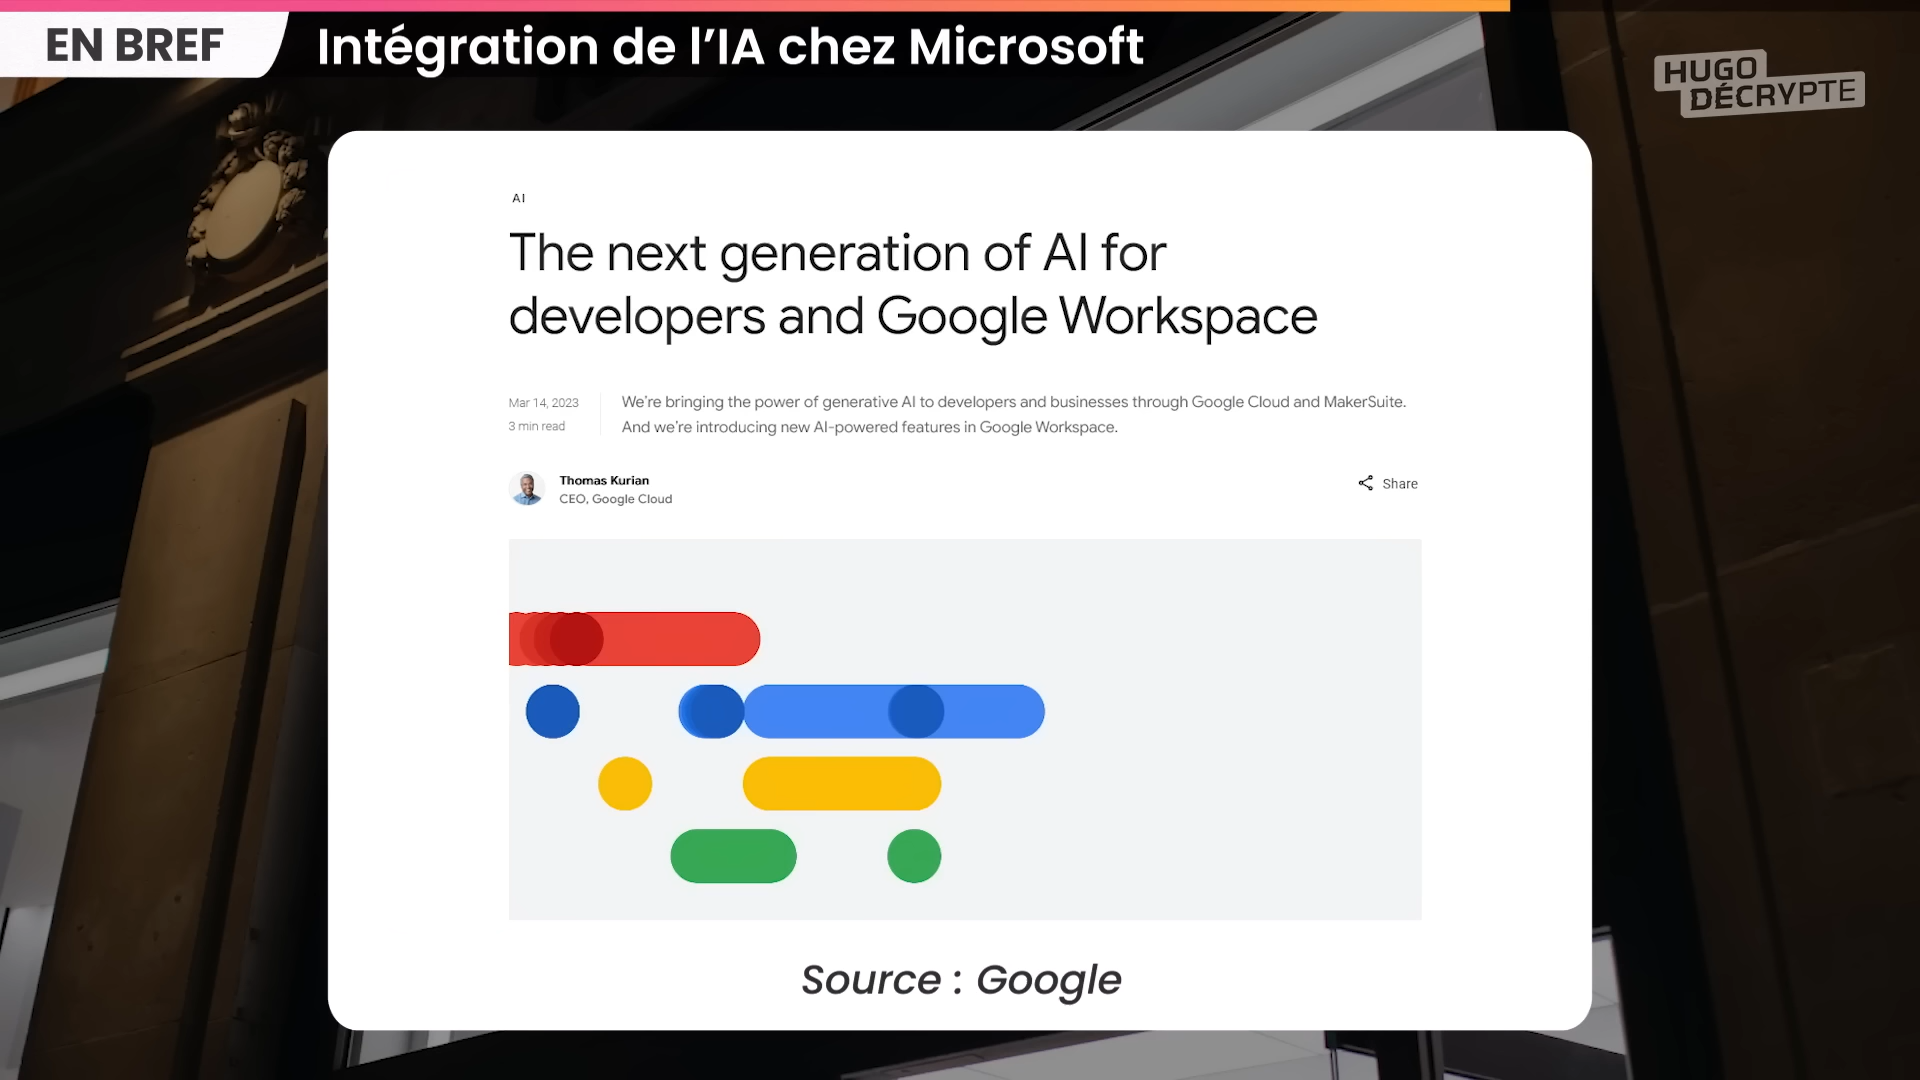 EN BREF
Intégration de l’IA chez Microsoft
HUGO
DÉCRYPTE
AI
The next generation of AI for
developers and Google Workspace
Mar 14, 2023
3 min read
We’re bringing the power of generative AI to developers and businesses through Google Cloud and MakerSuite.
And we’re introducing new AI-powered features in Google Workspace.
Thomas Kurian
CEO, Google Cloud
Share
Source : Google